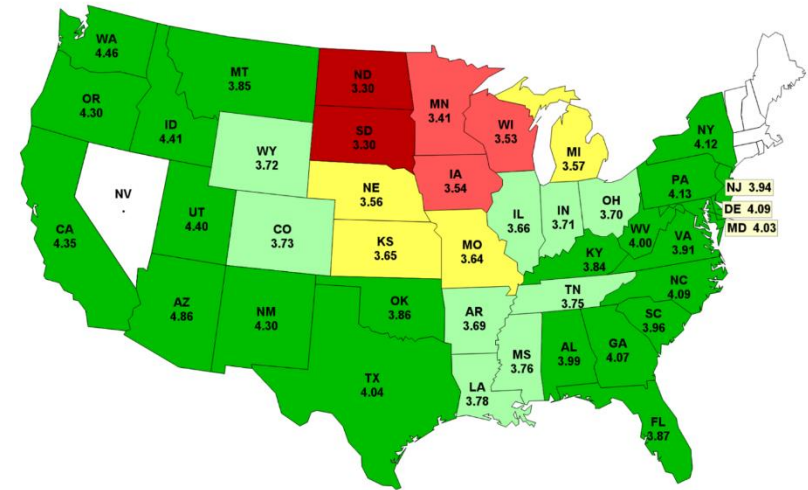 WA
4.46
MT
3.85
ND
3.30
MN
3.41
OR
4.30
ID
4.41
SD
3.30
WI
3.53
MI
3.57
NY
4.12
WY
3.72
IA
3.54
PA
4.13
NJ 3.94
DE 4.09
MD 4.03
NV
.
NE
3.56
IL
3.66
IN
3.71
OH
3.70
CA
4.35
UT
4.40
CO
3.73
KS
3.65
MO
3.64
KY
3.84
WV
4.00
VA
3.91
AZ
4.86
NM
4.30
OK
3.86
AR
3.69
TN
3.75
NC
4.09
SC
3.96
TX
4.04
LA
3.78
MS
3.76
AL
3.99
GA
4.07
FL
3.87